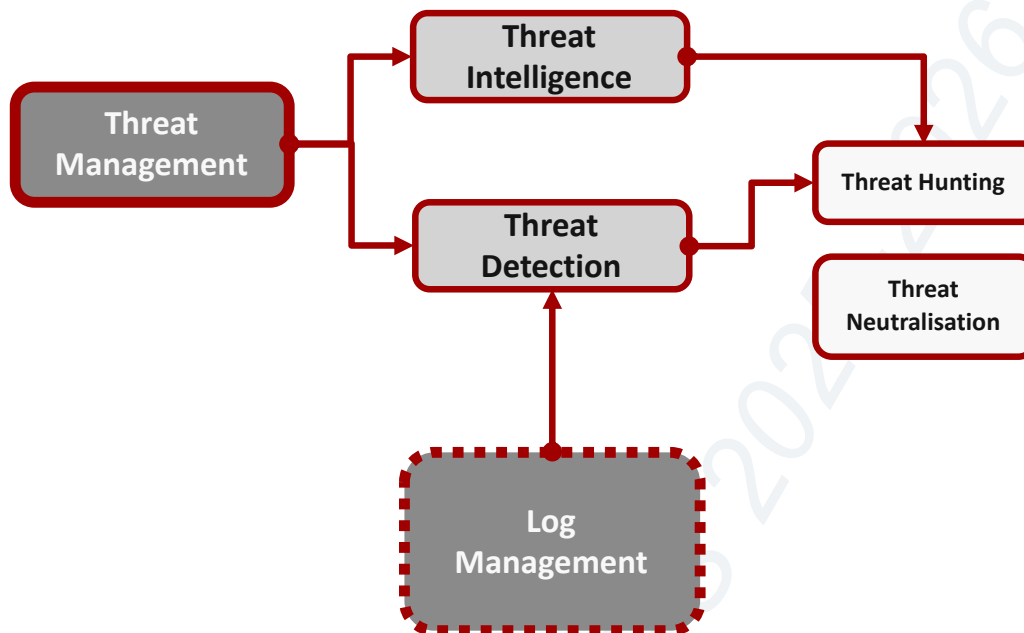 Threat
Intelligence
Threat
Management
Threat Hunting
Threat
Detection
Threat
Neutralisation
Log
Management